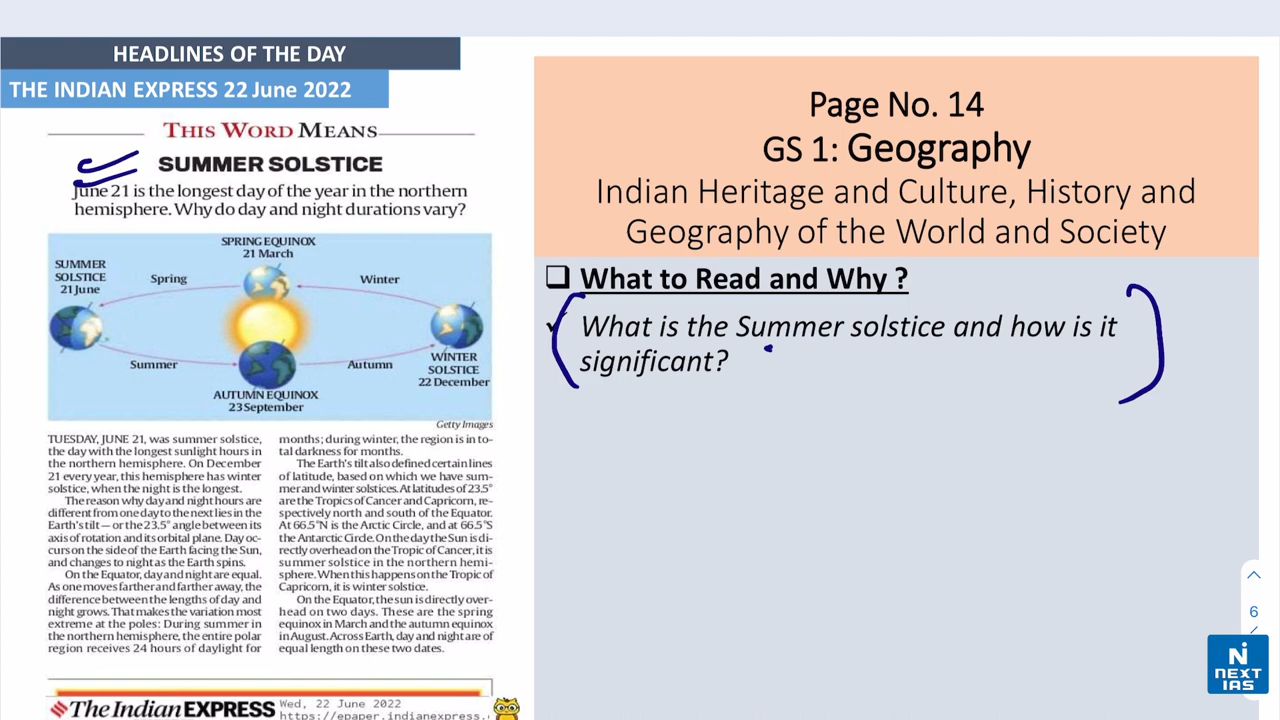 HEADLINES OF THE DAY
THE INDIAN EXPRESS 22 June 2022
THIS WORD MEANS
SUMMER SOLSTICE
June 21 is the longest day of the year in the northern
hemisphere. Why do day and night durations vary?
SPRING EQUINOX
21 March
SUMMER
SOLSTICE
21 June
Spring
Winter
Summer
Autumn
WINTER
SOLSTICE
22 December
AUTUMN EQUINOX
23 September
Getty Images
TUESDAY, JUNE 21, was summer solstice,
the day with the longest sunlight hours in
the northern hemisphere. On December
21 every year, this hemisphere has winter
solstice, when the night is the longest.
The reason why day and night hours are
different from one day to the next lies in the
Earth's tilt — or the 23.5° angle between its
axis of rotation and its orbital plane. Day oc-
curs on the side of the Earth facing the Sun,
and changes to night as the Earth spins.
On the Equator, day and night are equal.
As one moves farther and farther away, the
difference between the lengths of day and
night grows. That makes the variation most
extreme at the poles: During summer in
the northern hemisphere, the entire polar
region receives 24 hours of daylight for
months; during winter, the region is in to-
tal darkness for months.
The Earth's tilt also defined certain lines
of latitude, based on which we have sum-
mer and winter solstices. At latitudes of 23.5°
are the Tropics of Cancer and Capricorn, re-
spectively north and south of the Equator.
At 66.5°N is the Arctic Circle, and at 66.5°S
the Antarctic Circle. On the day the Sun is di-
rectly overhead on the Tropic of Cancer, it is
summer solstice in the northern hemi-
sphere. When this happens on the Tropic of
Capricorn, it is winter solstice.
On the Equator, the sun is directly over-
head on two days. These are the spring
equinox in March and the autumn equinox
in August. Across Earth, day and night are of
equal length on these two dates.
The Indian EXPRESS
Wed, 22 June 2022
https://epaper.indianexpress.
Page No. 14
GS 1: Geography
Indian Heritage and Culture, History and
Geography of the World and Society
What to Read and Why ?
What is the Summer solstice and how is it
significant?
6
NEXT
IAS